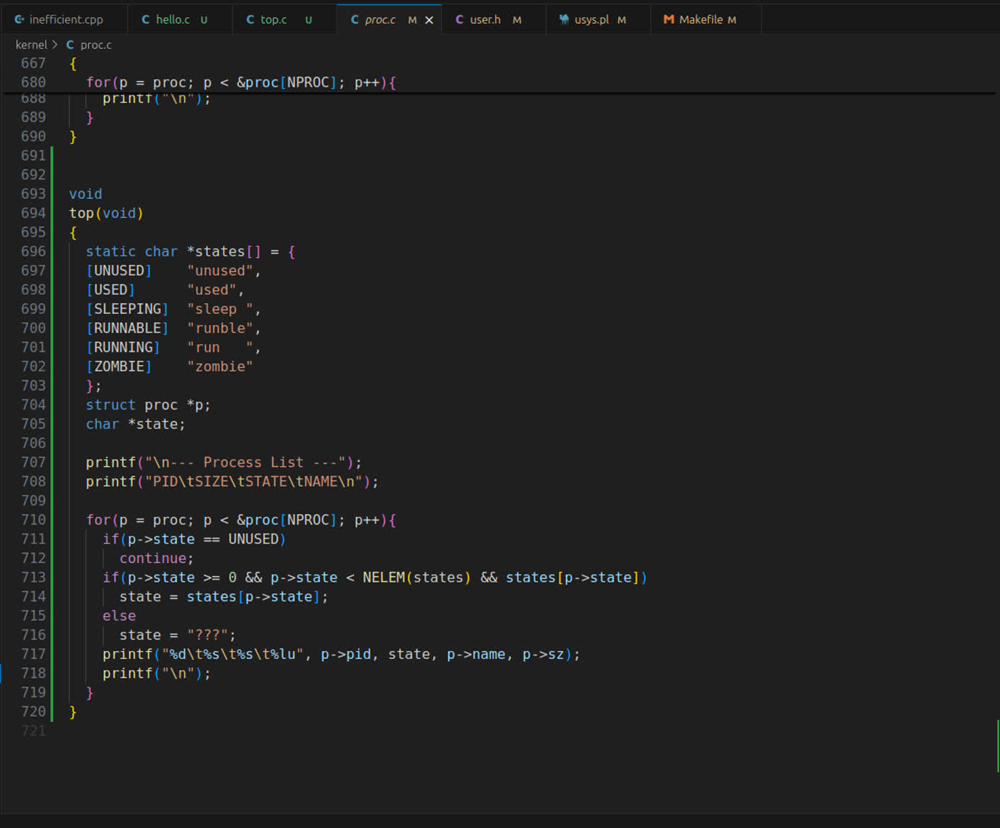 inefficient.cpp C hello.c U C top.c U C proc.c M × C user.h M usys.pl M M Makefile M
kernel > C proc.c
667 {
680   for(p = proc; p < &proc[NPROC]; p++){
688     printf("\n");
689   }
690 }
691
692
693 void
694 top(void)
695 {
696   static char *states[] = {
697   [UNUSED]    "unused",
698   [USED]      "used",
699   [SLEEPING]  "sleep ",
700   [RUNNABLE]  "runble",
701   [RUNNING]   "run   ",
702   [ZOMBIE]    "zombie"
703   };
704   struct proc *p;
705   char *state;
706
707   printf("\n--- Process List ---");
708   printf("PID\tSIZE\tSTATE\tNAME\n");
709
710   for(p = proc; p < &proc[NPROC]; p++){
711     if(p->state == UNUSED)
712       continue;
713     if(p->state >= 0 && p->state < NELEM(states) && states[p->state])
714       state = states[p->state];
715     else
716       state = "???";
717     printf("%d\t%s\t%s\t%lu", p->pid, state, p->name, p->sz);
718     printf("\n");
719   }
720 }
721